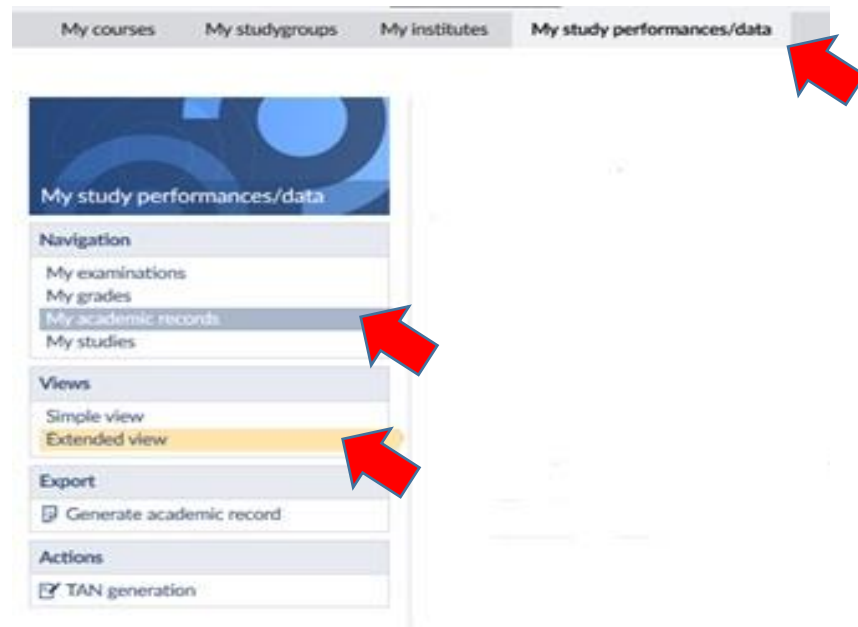 My courses My studygroups My institutes My study performances/data
My study performances/data
Navigation
My examinations
My grades
My academic records
My studies
Views
Simple view
Extended view
Export
Generate academic record
Actions
TAN generation